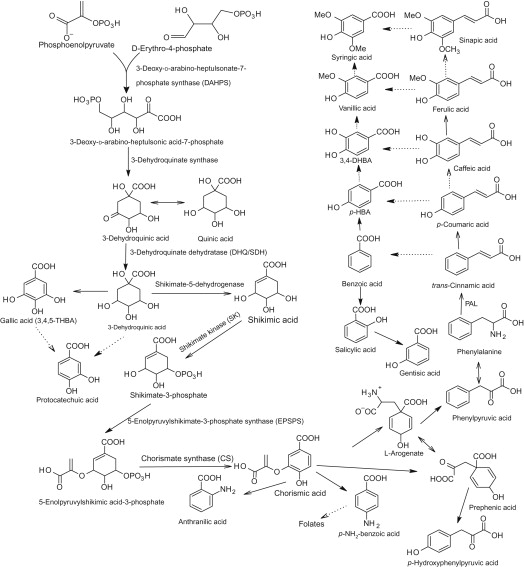 Phosphoenolpyruvate
D-Erythro-4-phosphate
3-Deoxy-D-arabino-heptulsonate-7-
phosphate synthase (DAHPS)
3-Deoxy-D-arabino-heptulsonic acid-7-phosphate
3-Dehydroquinate synthase
3-Dehydroquinic acid
Quinic acid
3-Dehydroquinate dehydratase (DHQ/SDH)
Shikimate-5-dehydrogenase
Gallic acid (3,4,5-THBA)
3-Dehydroquinic acid
Shikimic acid
Shikimate kinase (SK)
Protocatechuic acid
Shikimate-3-phosphate
5-Enolpyruvylshikimate-3-phosphate synthase (EPSPS)
5-Enolpyruvylshikimic acid-3-phosphate
Chorismate synthase (CS)
Chorismic acid
Anthranilic acid
Folates
p-NH2-benzoic acid
Syringic acid
Sinapic acid
Vanillic acid
Ferulic acid
3,4-DHBA
Caffeic acid
p-HBA
p-Coumaric acid
Benzoic acid
trans-Cinnamic acid
PAL
Salicylic acid
Gentisic acid
Phenylalanine
Phenylpyruvic acid
L-Arogenate
Prephenic acid
p-Hydroxyphenylpyruvic acid